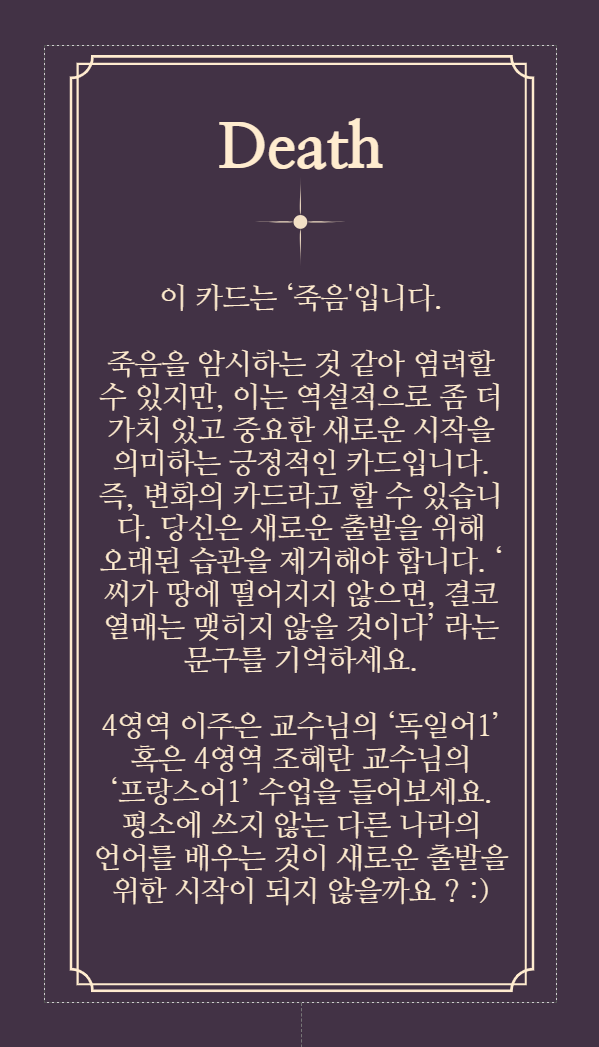 Death
이 카드는 ‘죽음'입니다.
죽음을 암시하는 것 같아 염려할
수 있지만, 이는 역설적으로 좀 더
가치 있고 중요한 새로운 시작을
의미하는 긍정적인 카드입니다.
즉, 변화의 카드라고 할 수 있습니
다. 당신은 새로운 출발을 위해
오래된 습관을 제거해야 합니다. ‘
씨가 땅에 떨어지지 않으면, 결코
열매는 맺히지 않을 것이다’ 라는
문구를 기억하세요.
4영역 이주은 교수님의 ‘독일어1’
혹은 4영역 조혜란 교수님의
‘프랑스어1’ 수업을 들어보세요.
평소에 쓰지 않는 다른 나라의
언어를 배우는 것이 새로운 출발을
위한 시작이 되지 않을까요 ? :)